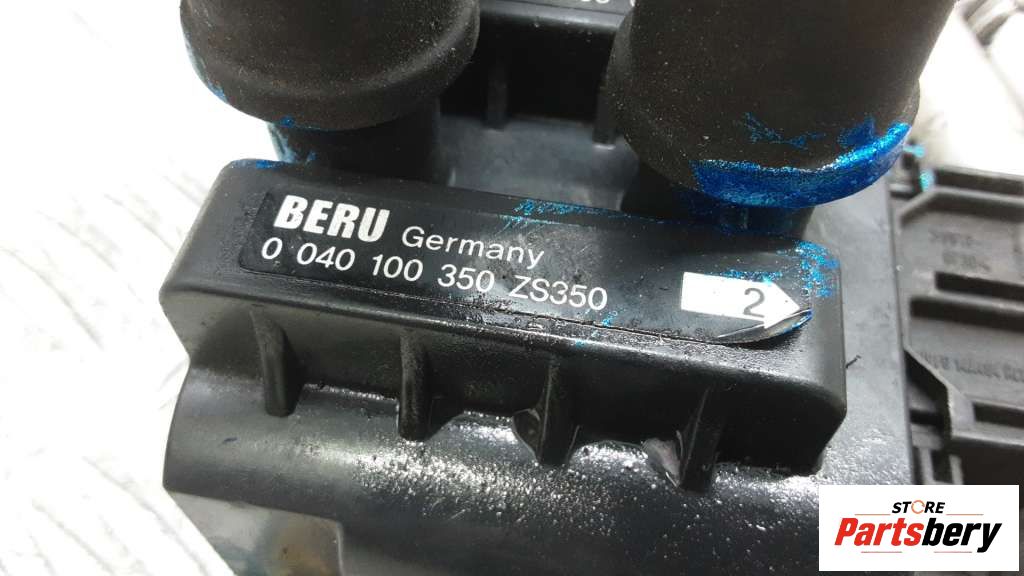 BERU Germany
0 040 100 350 ZS350
2
STORE
Partsbery